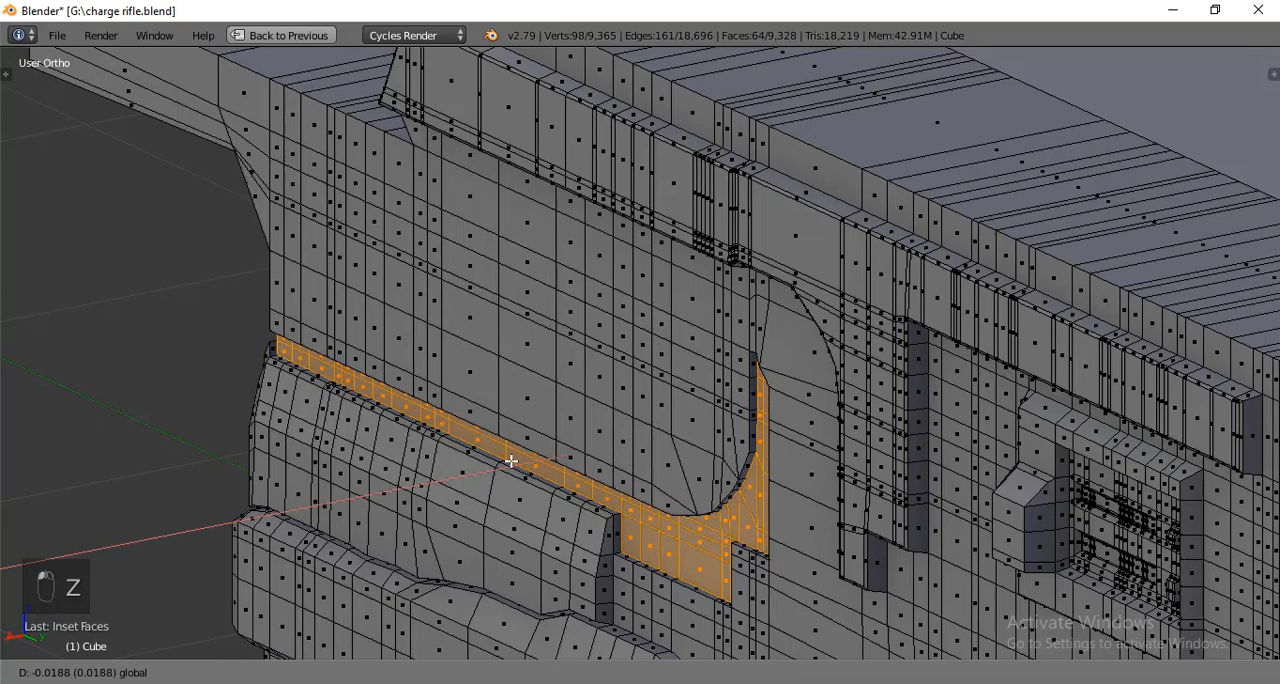 Blender* [G:\charge rifle.blend]
File Render Window Help Back to Previous Cycles Render v2.79 | Verts:98/9,365 | Edges:161/18,696 | Faces:64/9,328 | Tris:18,219 | Mem:42.91M | Cube
User Ortho
Z
Last: Inset Faces
(1) Cube
Activate Windows
Go to Settings to activate Windows.
D: -0.0188 (0.0188) global